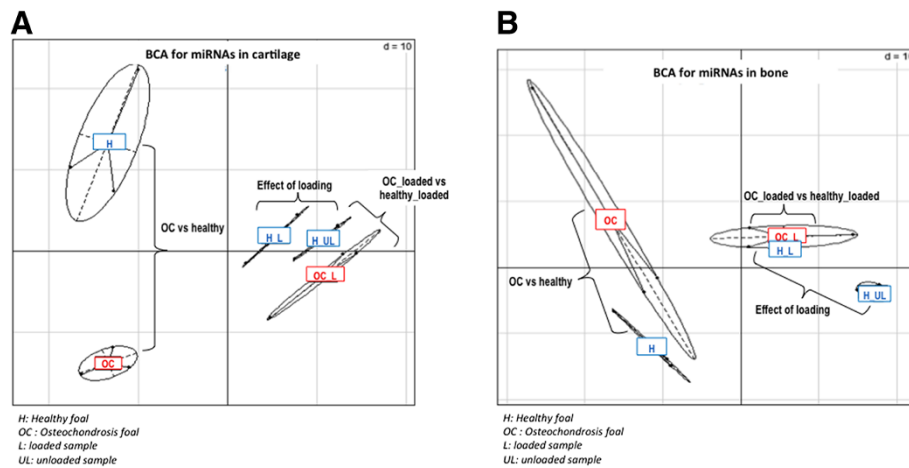 A
BCA for miRNAs in cartilage
d = 10
H
Effect of loading
OC_loaded vs
healthy_loaded
OC vs healthy
H_L
H_UL
OC_L
OC
H: Healthy foal
OC : Osteochondrosis foal
L: loaded sample
UL: unloaded sample
B
d = 10
BCA for miRNAs in bone
OC_loaded vs healthy_loaded
OC
OC_L
H_L
OC vs healthy
H_UL
Effect of loading
H
H: Healthy foal
OC : Osteochondrosis foal
L: loaded sample
UL: unloaded sample